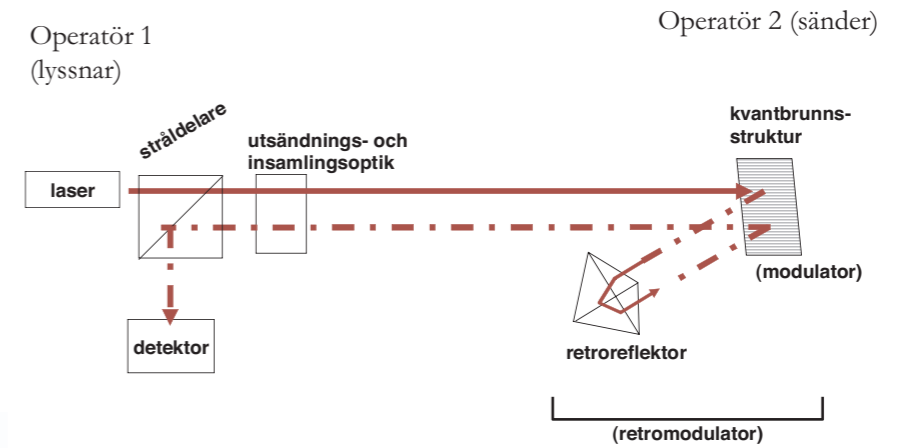 Operatör 1
(lyssnar)
Operatör 2 (sänder)
stråldelare
utsändnings- och
insamlingsoptik
kvantbrunns-
struktur
laser
(modulator)
detektor
retroreflektor
(retromodulator)